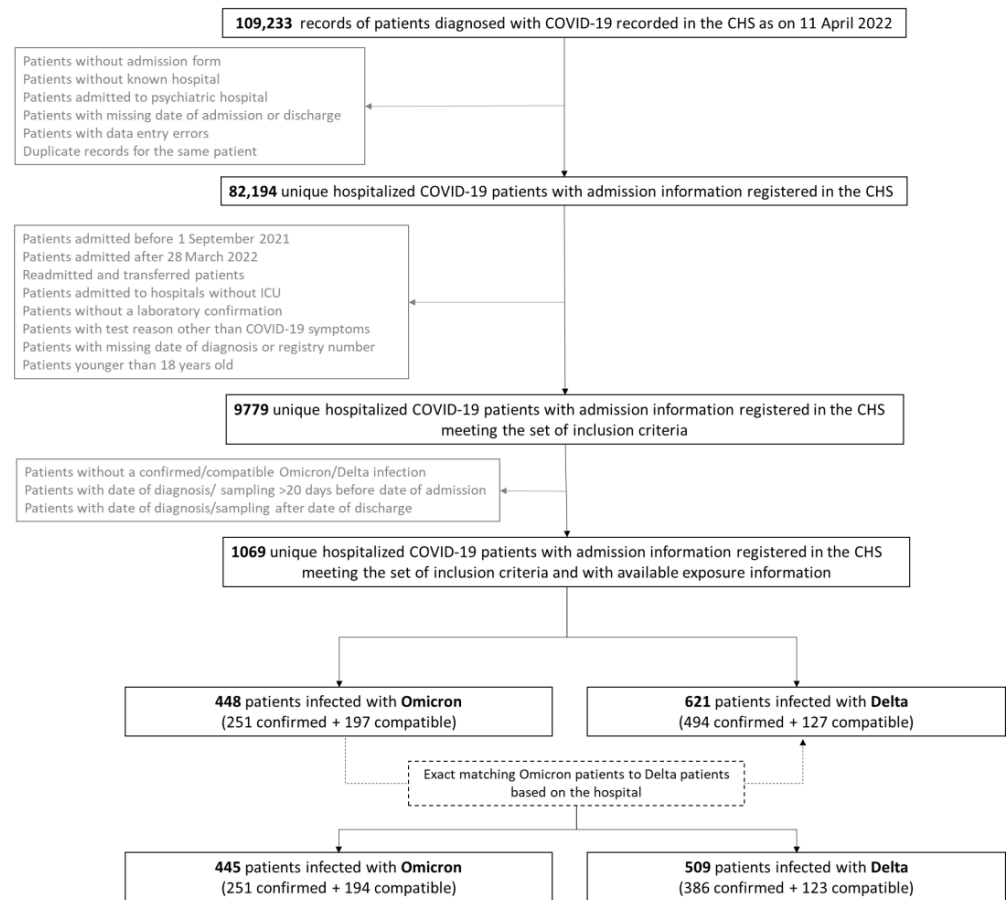 109,233 records of patients diagnosed with COVID-19 recorded in the CHS as on 11 April 2022
Patients without admission form
Patients without known hospital
Patients admitted to psychiatric hospital
Patients with missing date of admission or discharge
Patients with data entry errors
Duplicate records for the same patient
82,194 unique hospitalized COVID-19 patients with admission information registered in the CHS
Patients admitted before 1 September 2021
Patients admitted after 28 March 2022
Readmitted and transferred patients
Patients admitted to hospitals without ICU
Patients without a laboratory confirmation
Patients with test reason other than COVID-19 symptoms
Patients with missing date of diagnosis or registry number
Patients younger than 18 years old
9779 unique hospitalized COVID-19 patients with admission information registered in the CHS
meeting the set of inclusion criteria
Patients without a confirmed/compatible Omicron/Delta infection
Patients with date of diagnosis/ sampling >20 days before date of admission
Patients with date of diagnosis/sampling after date of discharge
1069 unique hospitalized COVID-19 patients with admission information registered in the CHS
meeting the set of inclusion criteria and with available exposure information
448 patients infected with Omicron
(251 confirmed + 197 compatible)
621 patients infected with Delta
(494 confirmed + 127 compatible)
Exact matching Omicron patients to Delta patients
based on the hospital
445 patients infected with Omicron
(251 confirmed + 194 compatible)
509 patients infected with Delta
(386 confirmed + 123 compatible)